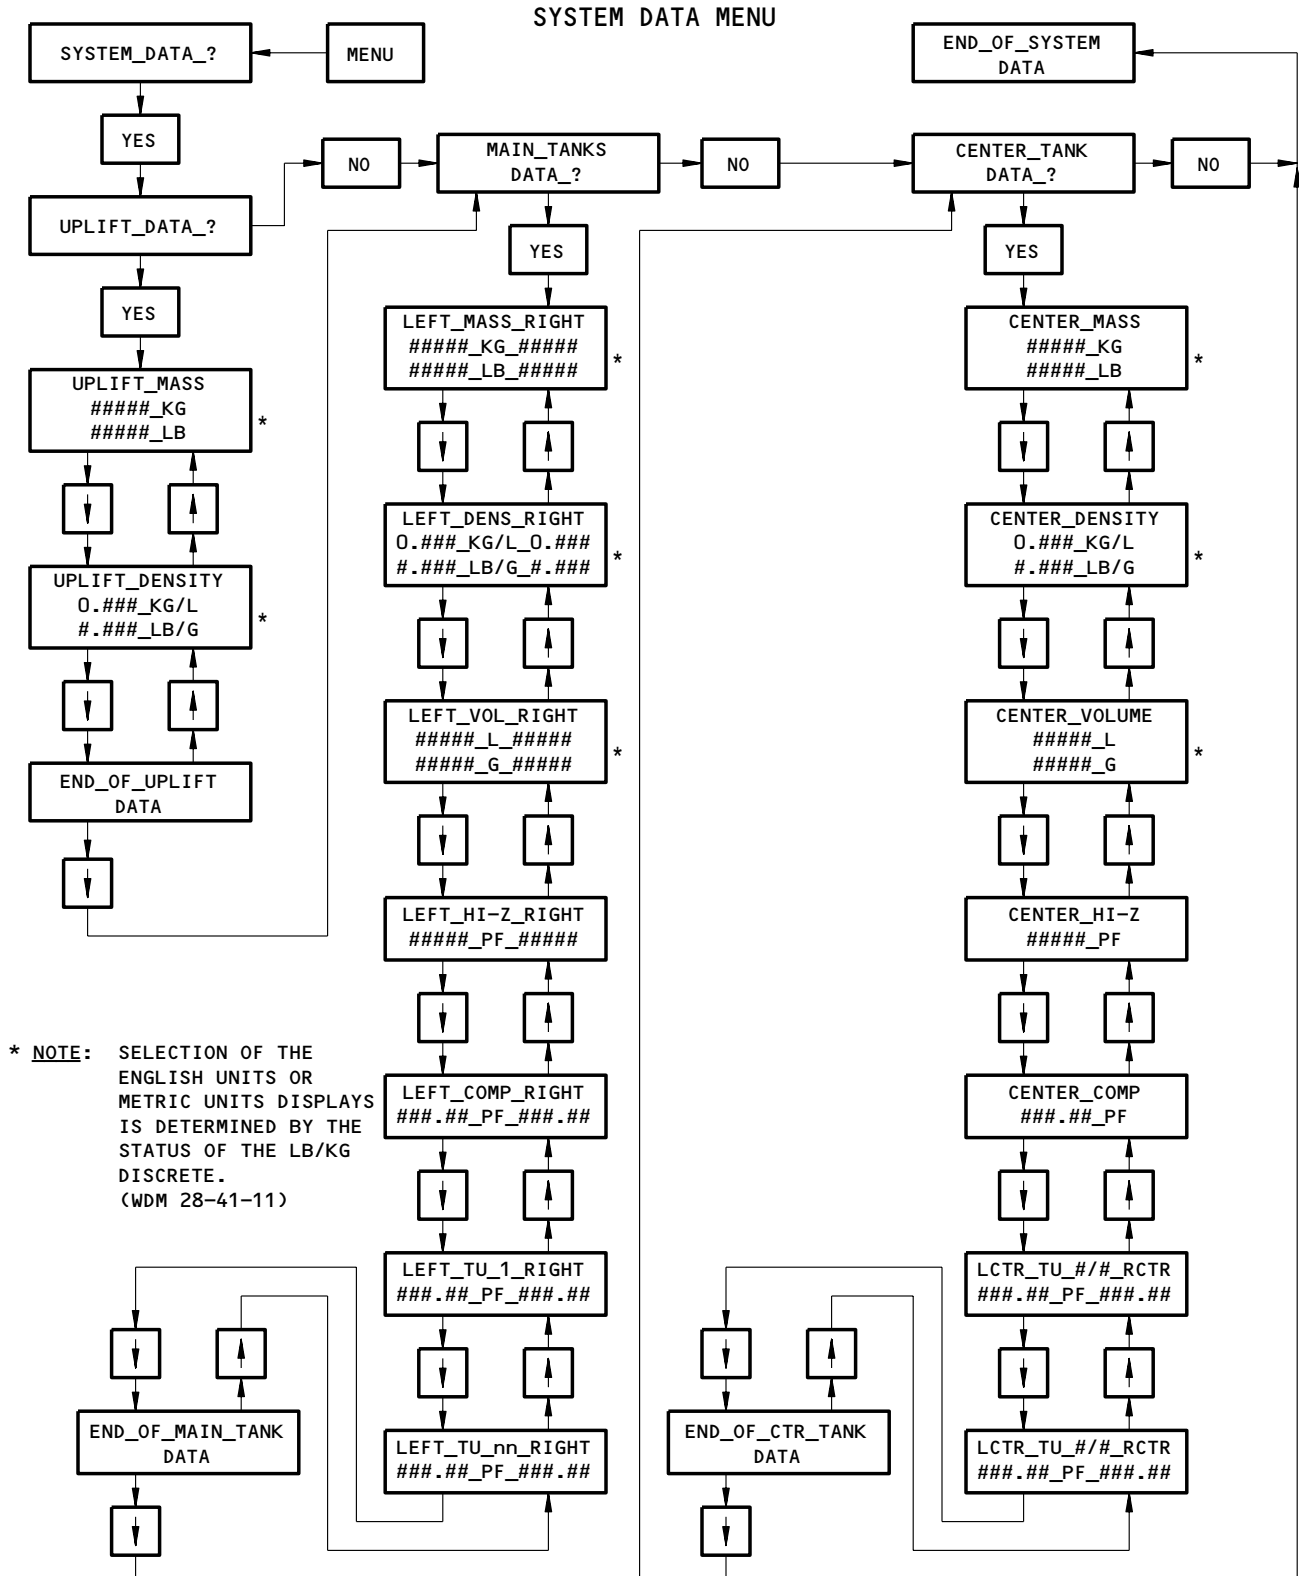 SYSTEM DATA MENU
SYSTEM_DATA_?
MENU
END_OF_SYSTEM
DATA
YES
UPLIFT_DATA_?
NO
MAIN_TANKS
DATA_?
NO
CENTER_TANK
DATA_?
NO
YES
UPLIFT_MASS
#####_KG
#####_LB
*
UPLIFT_DENSITY
0.###_KG/L
#.###_LB/G
*
END_OF_UPLIFT
DATA
YES
LEFT_MASS_RIGHT
#####_KG_#####
#####_LB_#####
*
LEFT_DENS_RIGHT
0.###_KG/L_0.###
#.###_LB/G_#.###
*
LEFT_VOL_RIGHT
#####_L_#####
#####_G_#####
*
LEFT_HI-Z_RIGHT
#####_PF_#####
LEFT_COMP_RIGHT
###.##_PF_###.##
LEFT_TU_1_RIGHT
###.##_PF_###.##
LEFT_TU_nn_RIGHT
###.##_PF_###.##
END_OF_MAIN_TANK
DATA
YES
CENTER_MASS
#####_KG
#####_LB
*
CENTER_DENSITY
0.###_KG/L
#.###_LB/G
*
CENTER_VOLUME
#####_L
#####_G
*
CENTER_HI-Z
#####_PF
CENTER_COMP
###.##_PF
LCTR_TU_#/#_RCTR
###.##_PF_###.##
LCTR_TU_#/#_RCTR
###.##_PF_###.##
END_OF_CTR_TANK
DATA
* NOTE: SELECTION OF THE
ENGLISH UNITS OR
METRIC UNITS DISPLAYS
IS DETERMINED BY THE
STATUS OF THE LB/KG
DISCRETE.
(WDM 28-41-11)